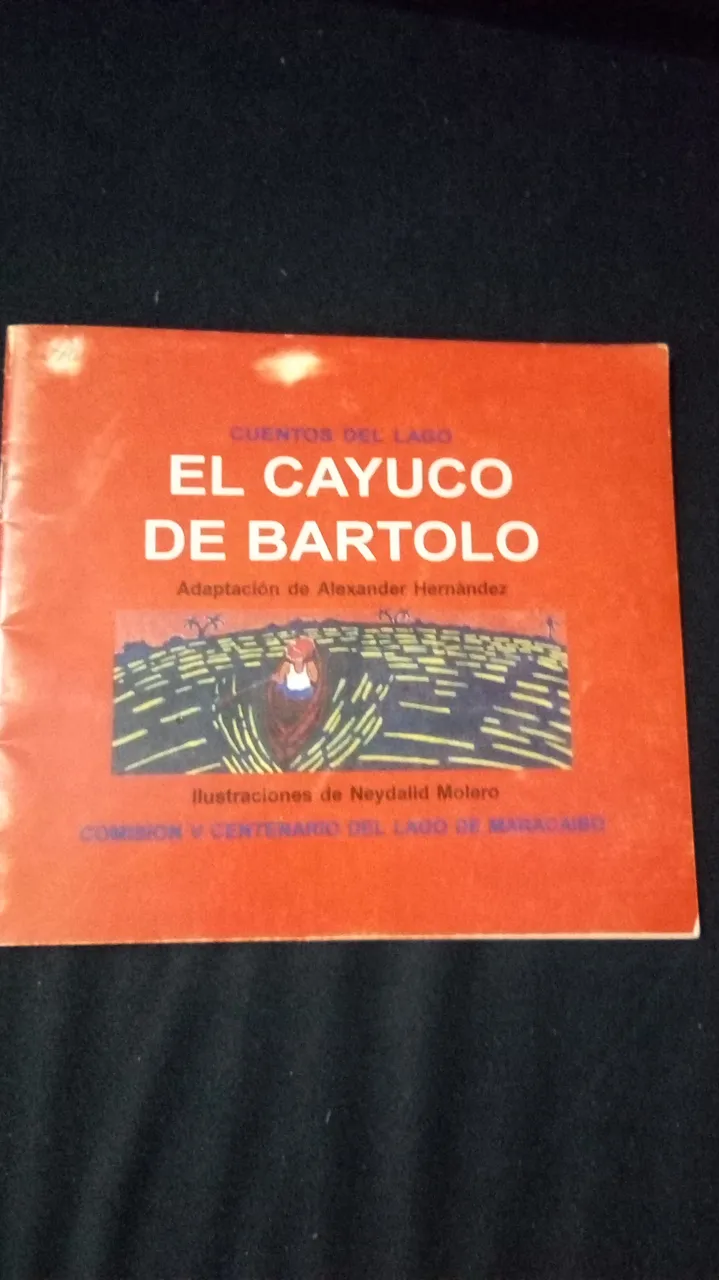 CUENTOS DEL LAGO
EL CAYUCO
DE BARTOLO
Adaptación de Alexander Hernández
Ilustraciones de Neydalid Molero
COMISION V CENTENARIO DEL LAGO DE MARACAIBO